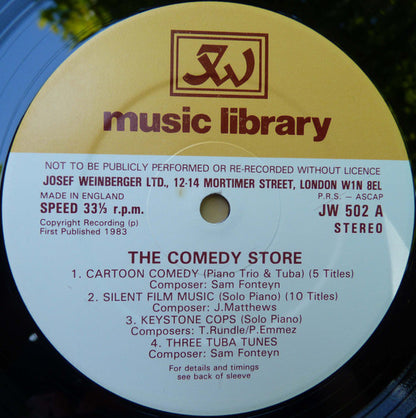 JW
music library
NOT TO BE PUBLICLY PERFORMED OR RE-RECORDED WITHOUT LICENCE
JOSEF WEINBERGER LTD., 12-14 MORTIMER STREET, LONDON W1N 8EL
MADE IN ENGLAND P.R.S. – ASCAP
SPEED 33⅓ r.p.m. JW 502 A
Copyright Recording (P) STEREO
First Published 1983
THE COMEDY STORE
1. CARTOON COMEDY (Piano Trio & Tuba) (5 Titles)
Composer: Sam Fonteyn
2. SILENT FILM MUSIC (Solo Piano) (10 Titles)
Composer: J.Matthews
3. KEYSTONE COPS (Solo Piano)
Composers: T.Rundle/P.Emmez
4. THREE TUBA TUNES
Composer: Sam Fonteyn
For details and timings
see back of sleeve